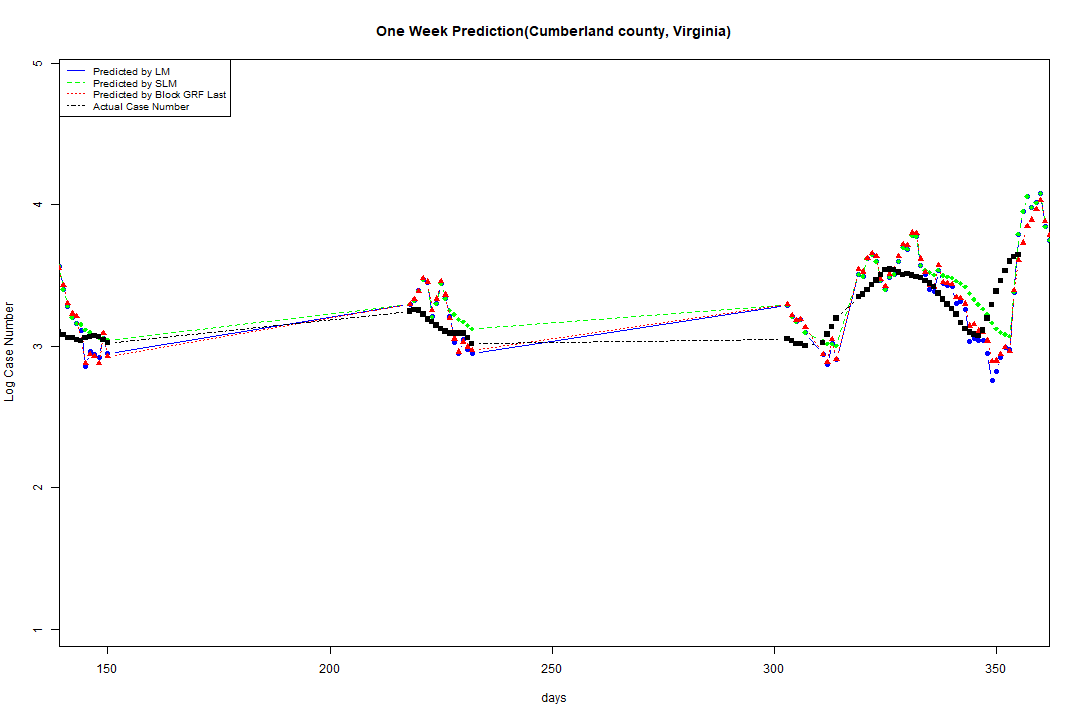 One Week Prediction(Cumberland county, Virginia)
Predicted by LM
Predicted by SLM
Predicted by Block GRF Last
Actual Case Number
5
4
3
2
1
Log Case Number
150
200
250
300
350
days